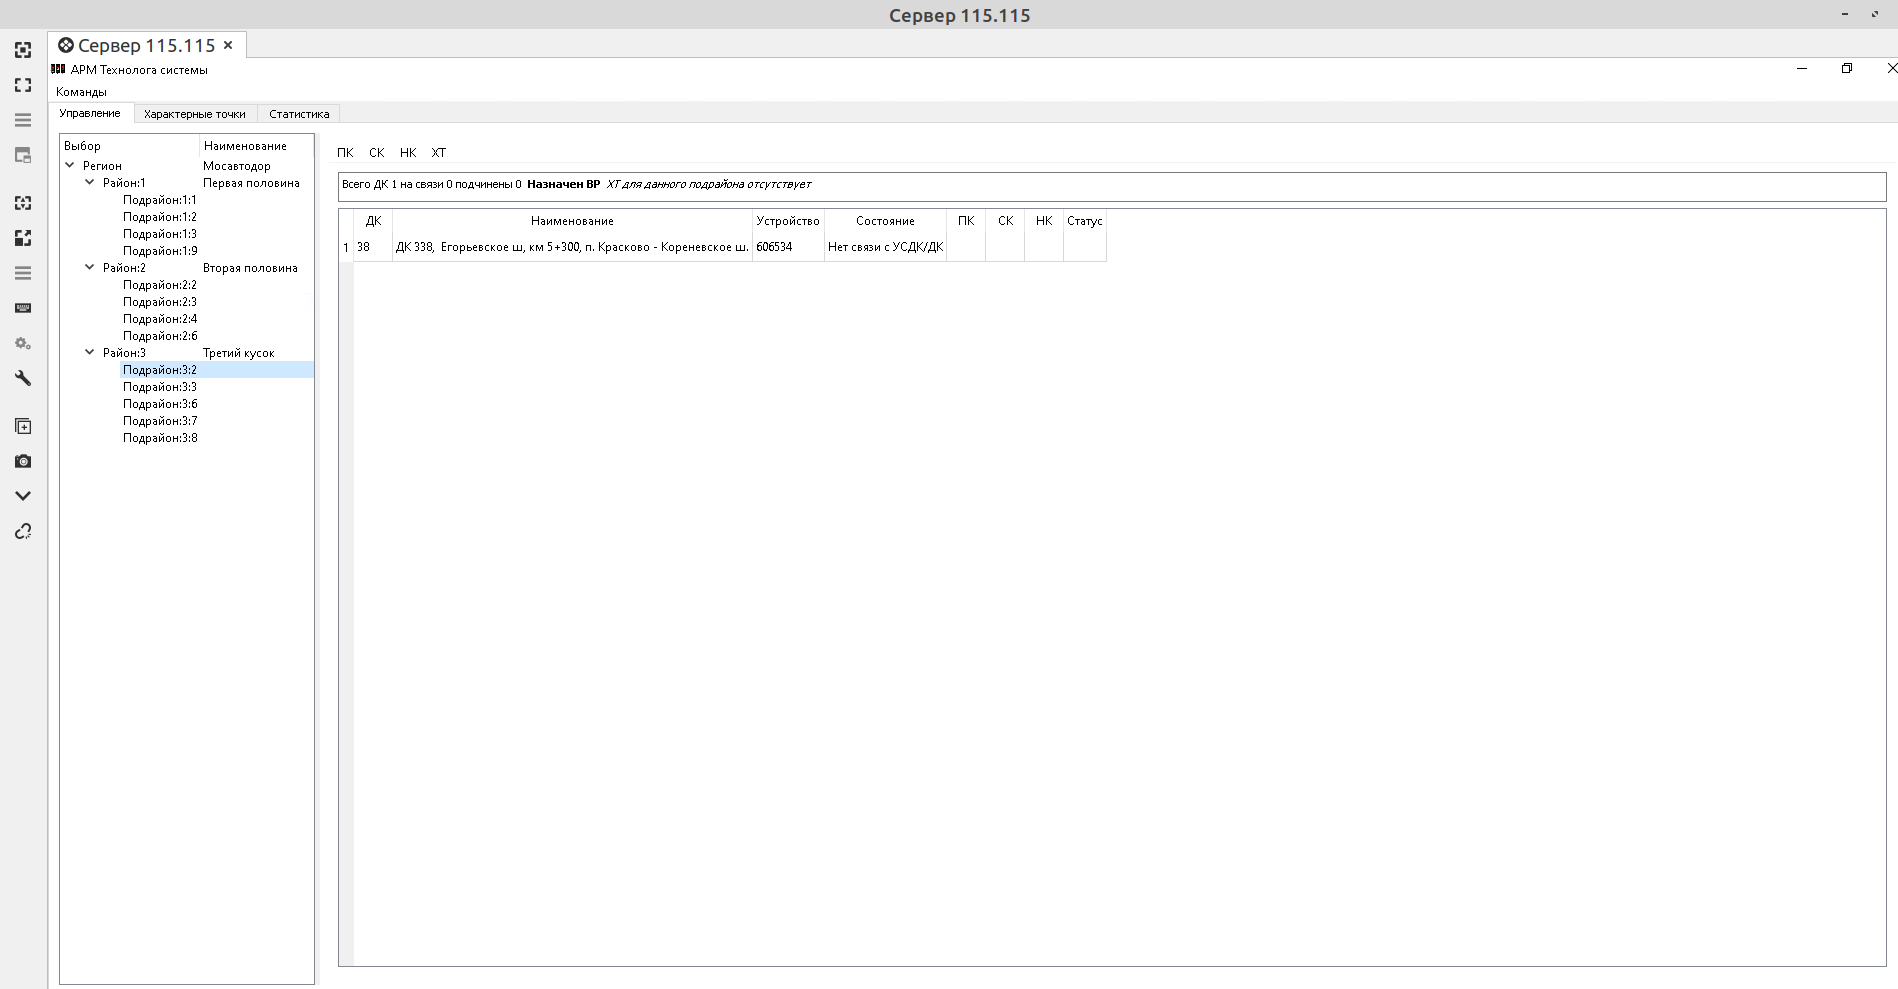 Сервер 115.115
Сервер 115.115
АРМ Технолога системы
Команды
Управление Характерные точки Статистика
Выбор Наименование
Регион Мосавтодор
Район:1 Первая половина
Подрайон:1:1
Подрайон:1:2
Подрайон:1:3
Подрайон:1:9
Район:2 Вторая половина
Подрайон:2:2
Подрайон:2:3
Подрайон:2:4
Подрайон:2:6
Район:3 Третий кусок
Подрайон:3:2
Подрайон:3:3
Подрайон:3:6
Подрайон:3:7
Подрайон:3:8
ПК СК НК ХТ
Всего ДК 1 на связи 0 подчинены 0 Назначен ВР ХТ для данного подрайона отсутствует
ДК Наименование Устройство Состояние ПК СК НК Статус
1 38 ДК 338, Егорьевское ш, км 5+300, п. Красково - Кореневское ш. 606534 Нет связи с УСДК/ДК